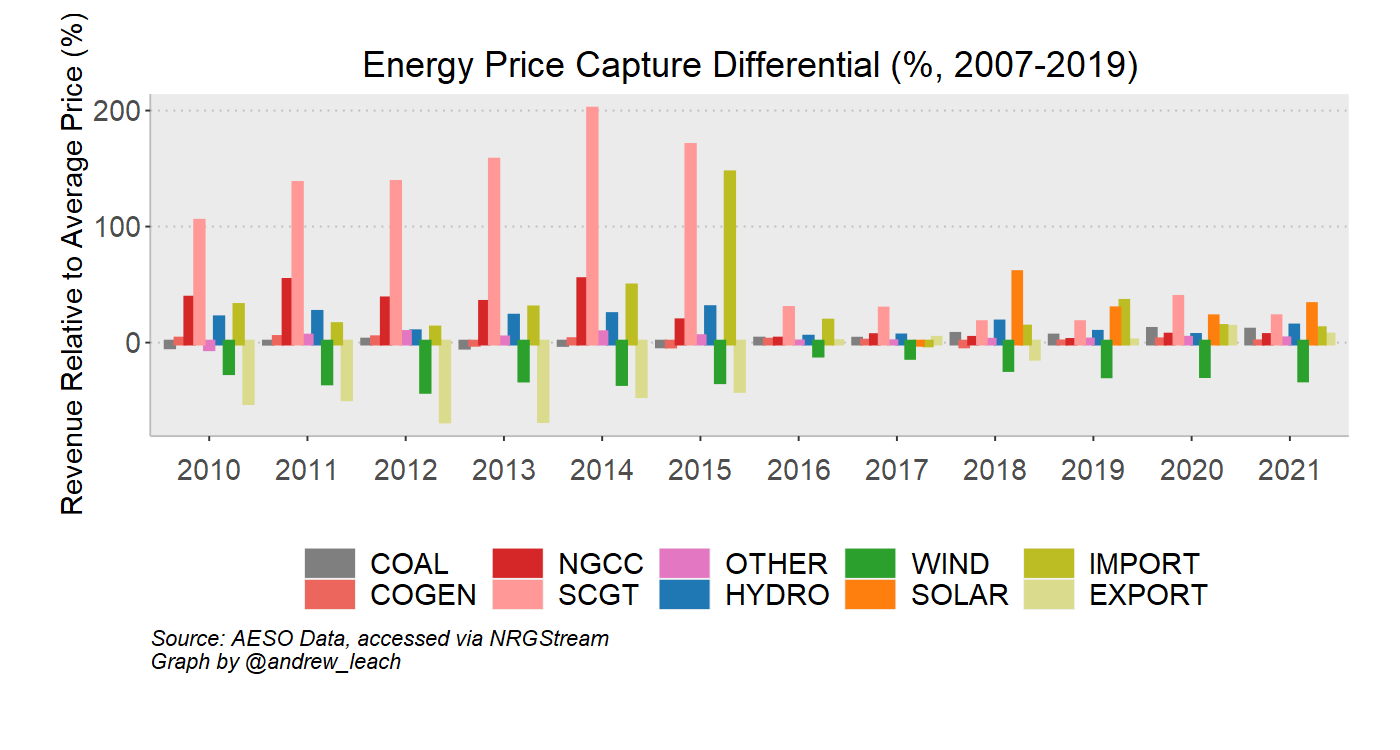 Energy Price Capture Differential (%, 2007-2019)
Revenue Relative to Average Price (%)
200
100
0
2010 2011 2012 2013 2014 2015 2016 2017 2018 2019 2020 2021
COAL NGCC OTHER WIND IMPORT
COGEN SCGT HYDRO SOLAR EXPORT
Source: AESO Data, accessed via NRGStream
Graph by @andrew_leach